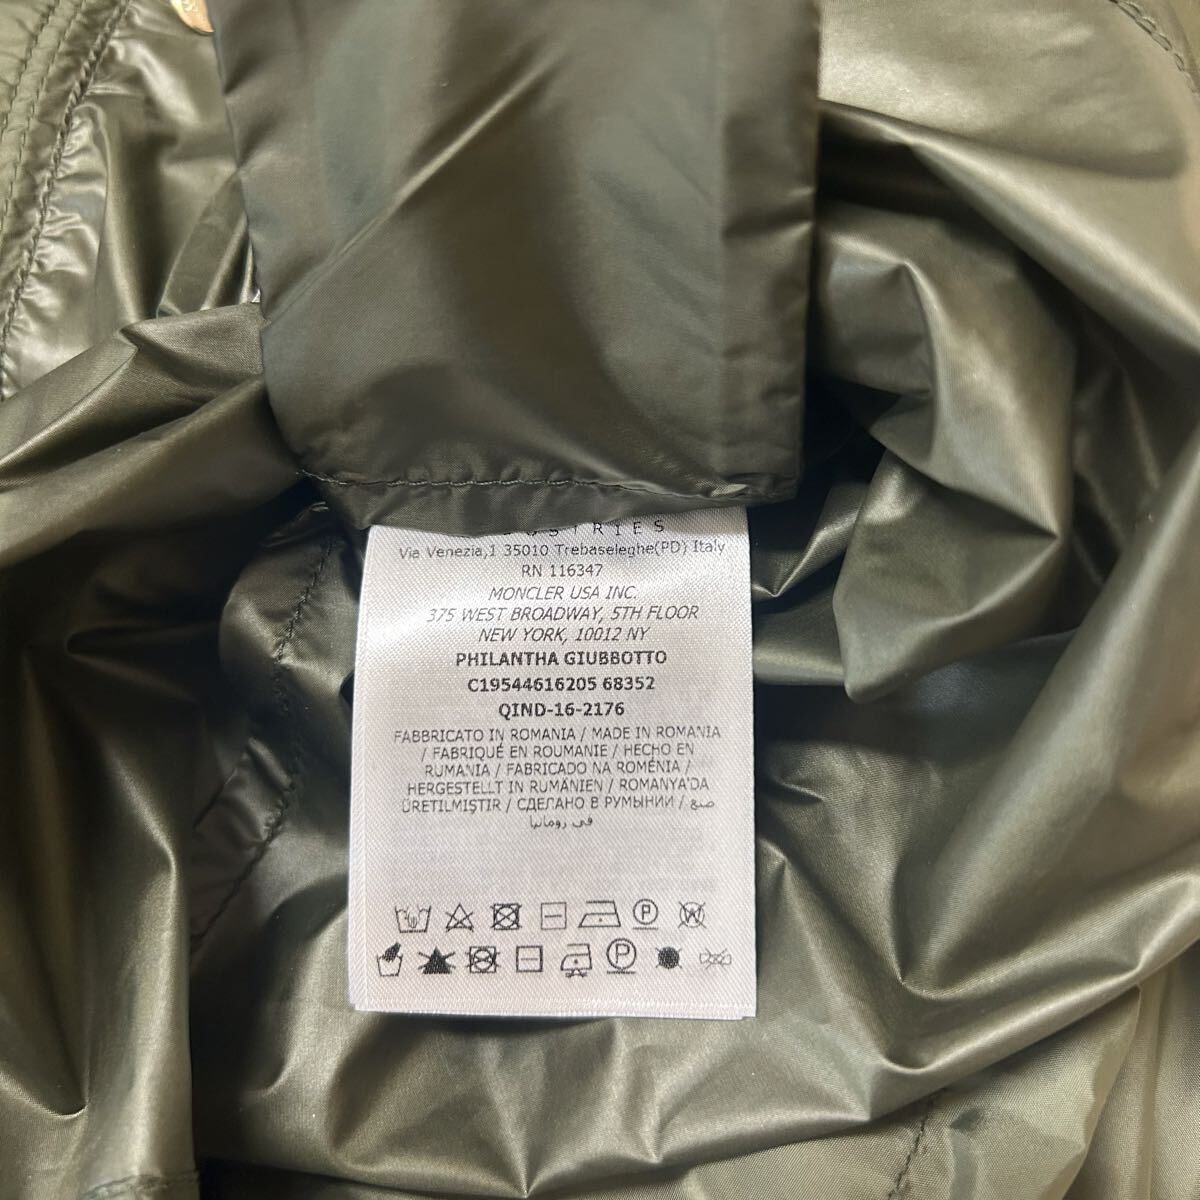 STRIES
Via Venezia,1 35010 Trebaseleghe(PD) Italy
RN 116347
MONCLER USA INC.
375 WEST BROADWAY, 5TH FLOOR
NEW YORK, 10012 NY
PHILANTHA GIUBBOTTO
C19544616205 68352
QIND-16-2176
FABBRICATO IN ROMANIA / MADE IN ROMANIA
/ FABRIQUÉ EN ROUMANIE / HECHO EN
RUMANIA / FABRICADO NA ROMÉNIA /
HERGESTELLT IN RUMÄNIEN / ROMANYA'DA
ÜRETILMIŞTIR / СДЕЛАНО В РУМЫНИИ / صنع
في رومانيا
P W
P